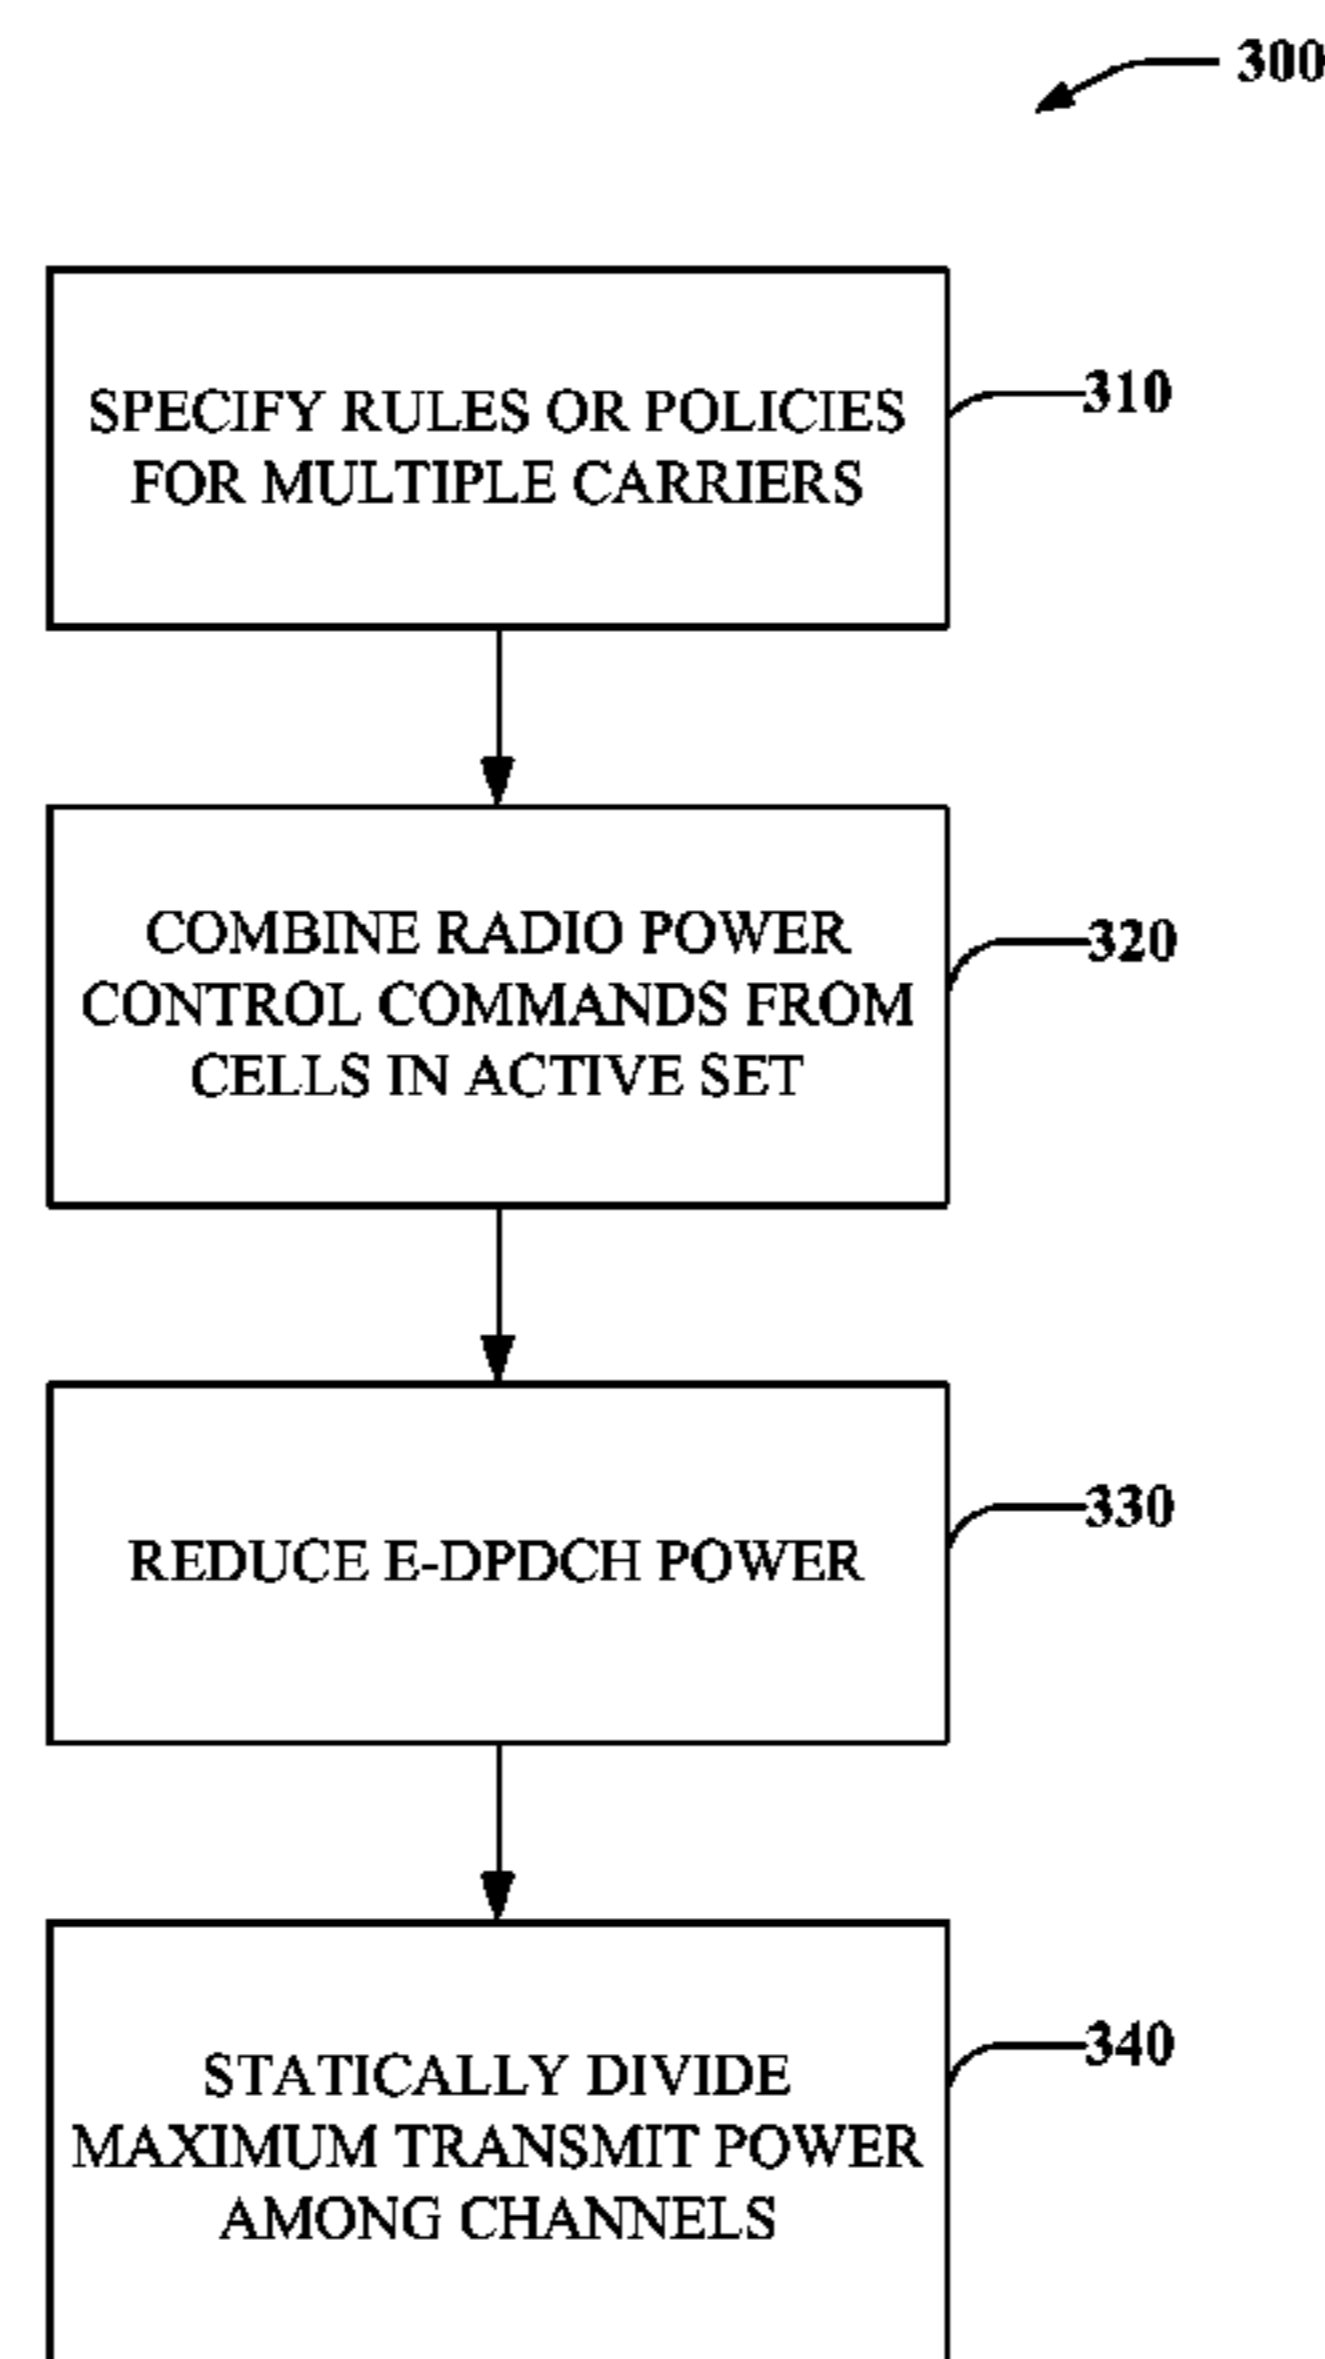 300
SPECIFY RULES OR POLICIES
FOR MULTIPLE CARRIERS
310
COMBINE RADIO POWER
CONTROL COMMANDS FROM
CELLS IN ACTIVE SET
320
REDUCE E-DPDCH POWER
330
STATICALLY DIVIDE
MAXIMUM TRANSMIT POWER
AMONG CHANNELS
340